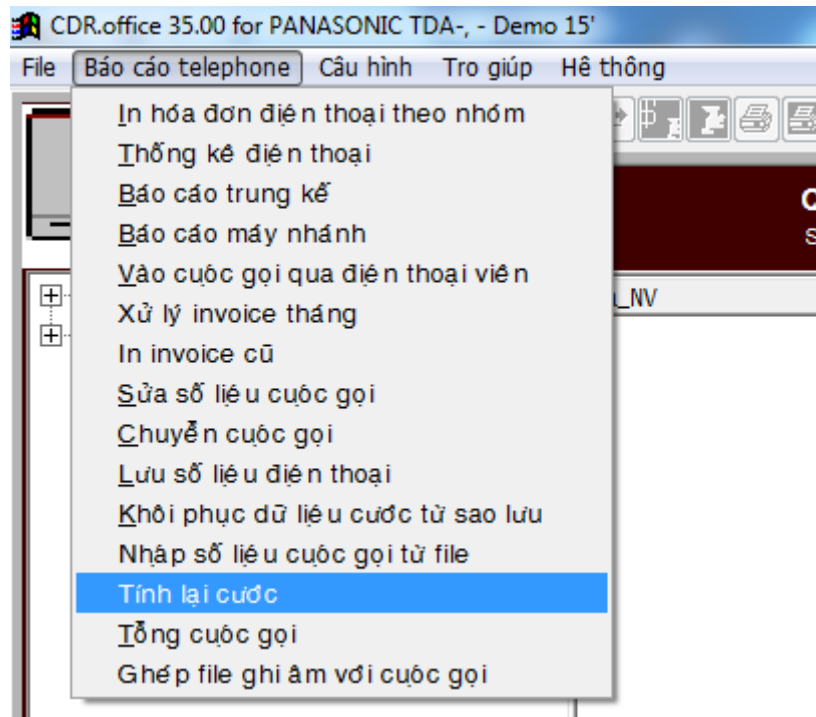 CDR.office 35.00 for PANASONIC TDA-, - Demo 15'
File Báo cáo telephone Câu hình Tro giúp Hê thông
In hóa đơn điện thoại theo nhóm
Thống kê điện thoại
Báo cáo trung kế
Báo cáo máy nhánh
Vào cuộc gọi qua điện thoại viên
Xử lý invoice tháng
In invoice cũ
Sửa số liệu cuộc gọi
Chuyển cuộc gọi
Lưu số liệu điện thoại
Khôi phục dữ liệu cước từ sao lưu
Nhập số liệu cuộc gọi từ file
Tính lại cước
Tổng cuộc gọi
Ghép file ghi âm với cuộc gọi
_NV